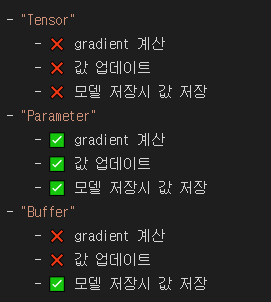 - "Tensor"
- ❌ gradient 계산
- ❌ 값 업데이트
- ❌ 모델 저장시 값 저장
- "Parameter"
- ✅ gradient 계산
- ✅ 값 업데이트
- ✅ 모델 저장시 값 저장
- "Buffer"
- ❌ gradient 계산
- ❌ 값 업데이트
- ✅ 모델 저장시 값 저장